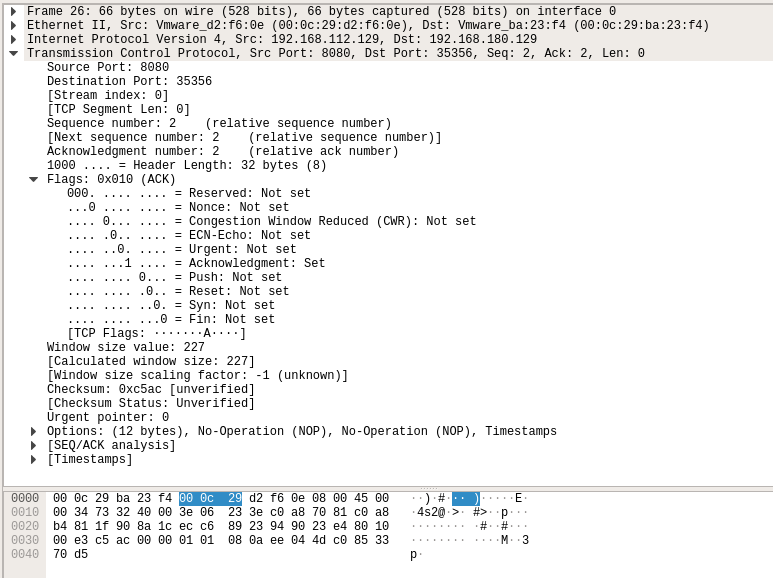 Frame 26: 66 bytes on wire (528 bits), 66 bytes captured (528 bits) on interface 0
Ethernet II, Src: Vmware_d2:f6:0e (00:0c:29:d2:f6:0e), Dst: Vmware_ba:23:f4 (00:0c:29:ba:23:f4)
Internet Protocol Version 4, Src: 192.168.112.129, Dst: 192.168.180.129
Transmission Control Protocol, Src Port: 8080, Dst Port: 35356, Seq: 2, Ack: 2, Len: 0
Source Port: 8080
Destination Port: 35356
[Stream index: 0]
[TCP Segment Len: 0]
Sequence number: 2    (relative sequence number)
[Next sequence number: 2    (relative sequence number)]
Acknowledgment number: 2    (relative ack number)
1000 .... = Header Length: 32 bytes (8)
Flags: 0x010 (ACK)
000. .... .... = Reserved: Not set
...0 .... .... = Nonce: Not set
.... 0... .... = Congestion Window Reduced (CWR): Not set
.... .0.. .... = ECN-Echo: Not set
.... ..0. .... = Urgent: Not set
.... ...1 .... = Acknowledgment: Set
.... .... 0... = Push: Not set
.... .... .0.. = Reset: Not set
.... .... ..0. = Syn: Not set
.... .... ...0 = Fin: Not set
[TCP Flags: ·······A····]
Window size value: 227
[Calculated window size: 227]
[Window size scaling factor: -1 (unknown)]
Checksum: 0xc5ac [unverified]
[Checksum Status: Unverified]
Urgent pointer: 0
Options: (12 bytes), No-Operation (NOP), No-Operation (NOP), Timestamps
[SEQ/ACK analysis]
[Timestamps]
0000  00 0c 29 ba 23 f4 00 0c  29 d2 f6 0e 08 00 45 00   ··)·#··· )·····E·
0010  00 34 73 32 40 00 3e 06  23 3e c0 a8 70 81 c0 a8   ·4s2@·>· #>··p···
0020  b4 81 1f 90 8a 1c ec c6  89 23 94 90 23 e4 80 10   ········ ·#··#···
0030  00 e3 c5 ac 00 00 01 01  08 0a ee 04 4d c0 85 33   ········ ····M··3
0040  70 d5   p·